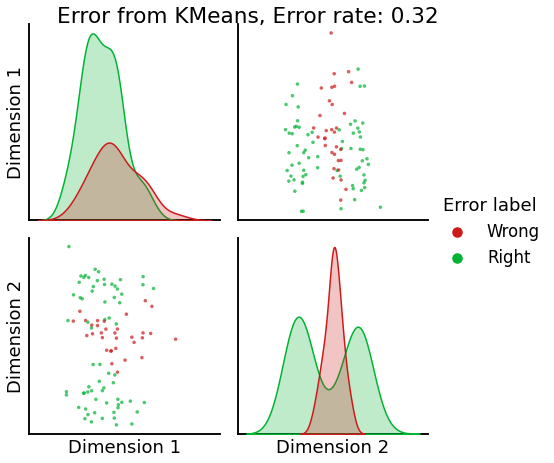 Error from KMeans, Error rate: 0.32
Dimension 1
Error label
Wrong
Right
Dimension 2
Dimension 1
Dimension 2